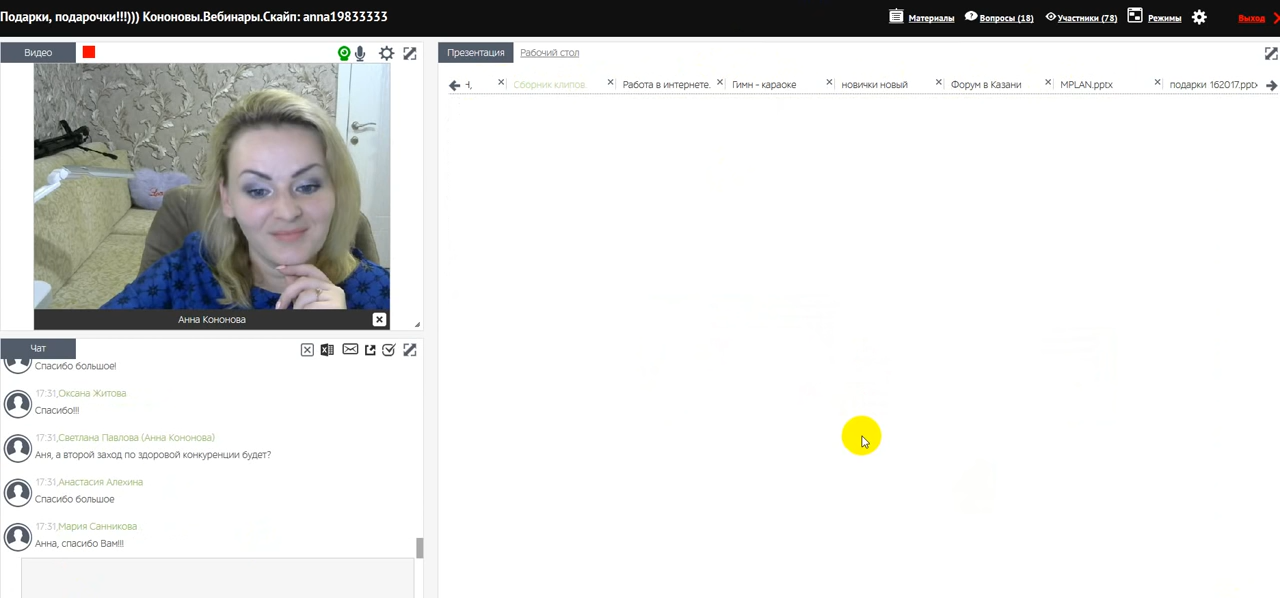 Подарки, подарочки!!!))) Кононовы.Вебинары.Скайп: anna19833333
Материалы
Вопросы (18)
Участники (78)
Режимы
Выход
Видео
Презентация
Рабочий стол
Сборник клипов.
Работа в интернете.
Гимн - караоке
новички новый
Форум в Казани
MPLAN.pptx
подарки 162017.pptx
Анна Кононова
Чат
Спасибо большое!
17:31,Оксана Житова
Спасибо!!!
17:31,Светлана Павлова (Анна Кононова)
Аня, а второй заход по здоровой конкуренции будет?
17:31,Анастасия Алехина
Спасибо большое
17:31,Мария Санникова
Анна, спасибо Вам!!!